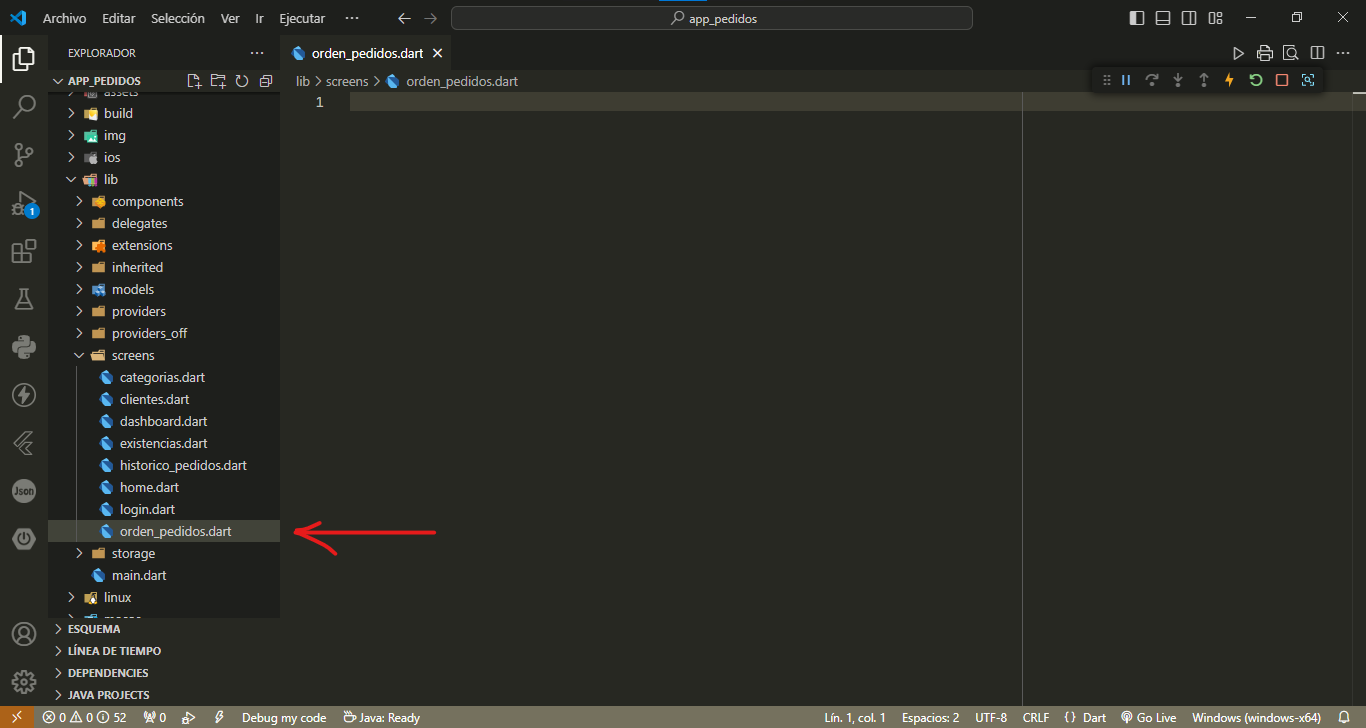 Archivo Editar Selección Ver Ir Ejecutar ··· app_pedidos
EXPLORADOR ···
APP_PEDIDOS
assets
build
img
ios
lib
components
delegates
extensions
inherited
models
providers
providers_off
screens
categorias.dart
clientes.dart
dashboard.dart
existencias.dart
historico_pedidos.dart
home.dart
login.dart
orden_pedidos.dart
storage
main.dart
linux
ESQUEMA
LÍNEA DE TIEMPO
DEPENDENCIES
JAVA PROJECTS
1
Json
orden_pedidos.dart
lib > screens > orden_pedidos.dart
1
0 0 52 0 Debug my code Java: Ready Lín. 1, col. 1 Espacios: 2 UTF-8 CRLF {} Dart Go Live Windows (windows-x64)